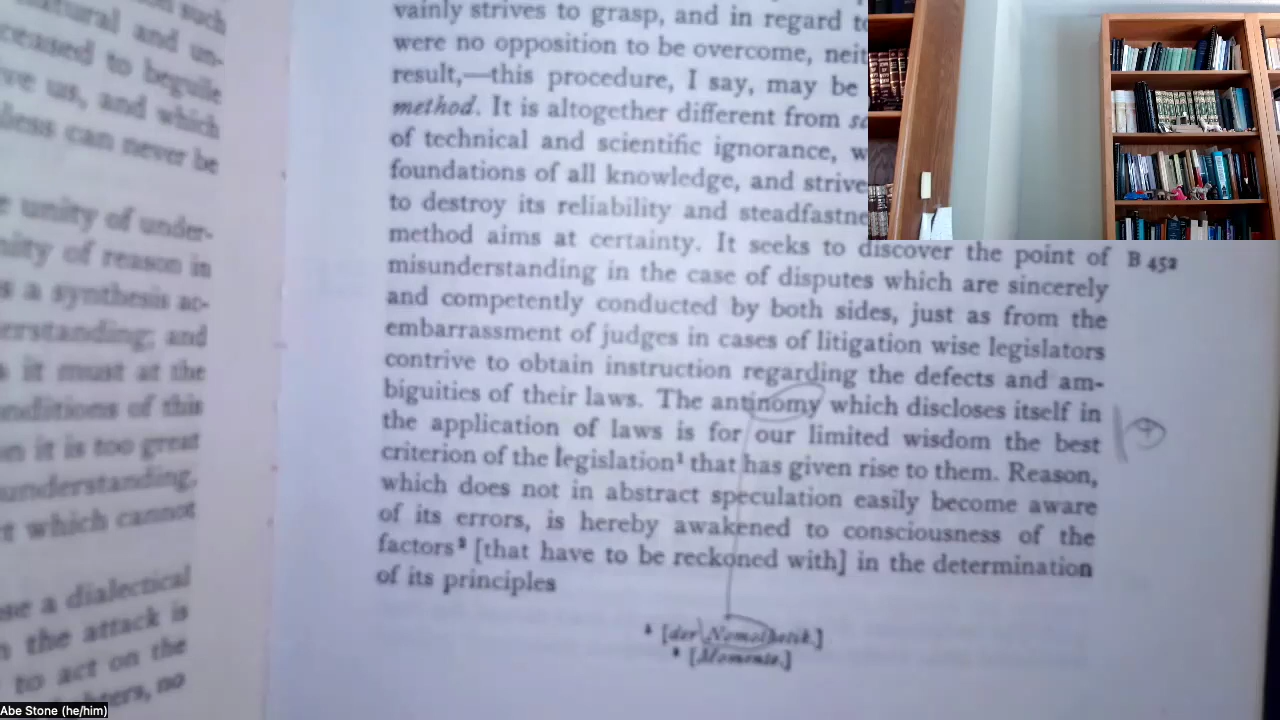 such
natural and un-
ceased to beguile
ve us, and which
less can never be
e unity of under-
nity of reason in
s a synthesis ac-
erstanding; and
s it must at the
onditions of this
n it is too great
understanding,
t which cannot
se a dialectical
n the attack is
to act on the
no
vainly strives to grasp, and in regard to
were no opposition to be overcome, neit
result,—this procedure, I say, may be
method. It is altogether different from sc
of technical and scientific ignorance, w
foundations of all knowledge, and strive
to destroy its reliability and steadfastne
method aims at certainty. It seeks to discover the point of B 452
misunderstanding in the case of disputes which are sincerely
and competently conducted by both sides, just as from the
embarrassment of judges in cases of litigation wise legislators
contrive to obtain instruction regarding the defects and am-
biguities of their laws. The antinomy which discloses itself in
the application of laws is for our limited wisdom the best
criterion of the legislation¹ that has given rise to them. Reason,
which does not in abstract speculation easily become aware
of its errors, is hereby awakened to consciousness of the
factors² [that have to be reckoned with] in the determination
of its principles
¹ [der Nomothetik.]
² [Momente.]
Abe Stone (he/him)